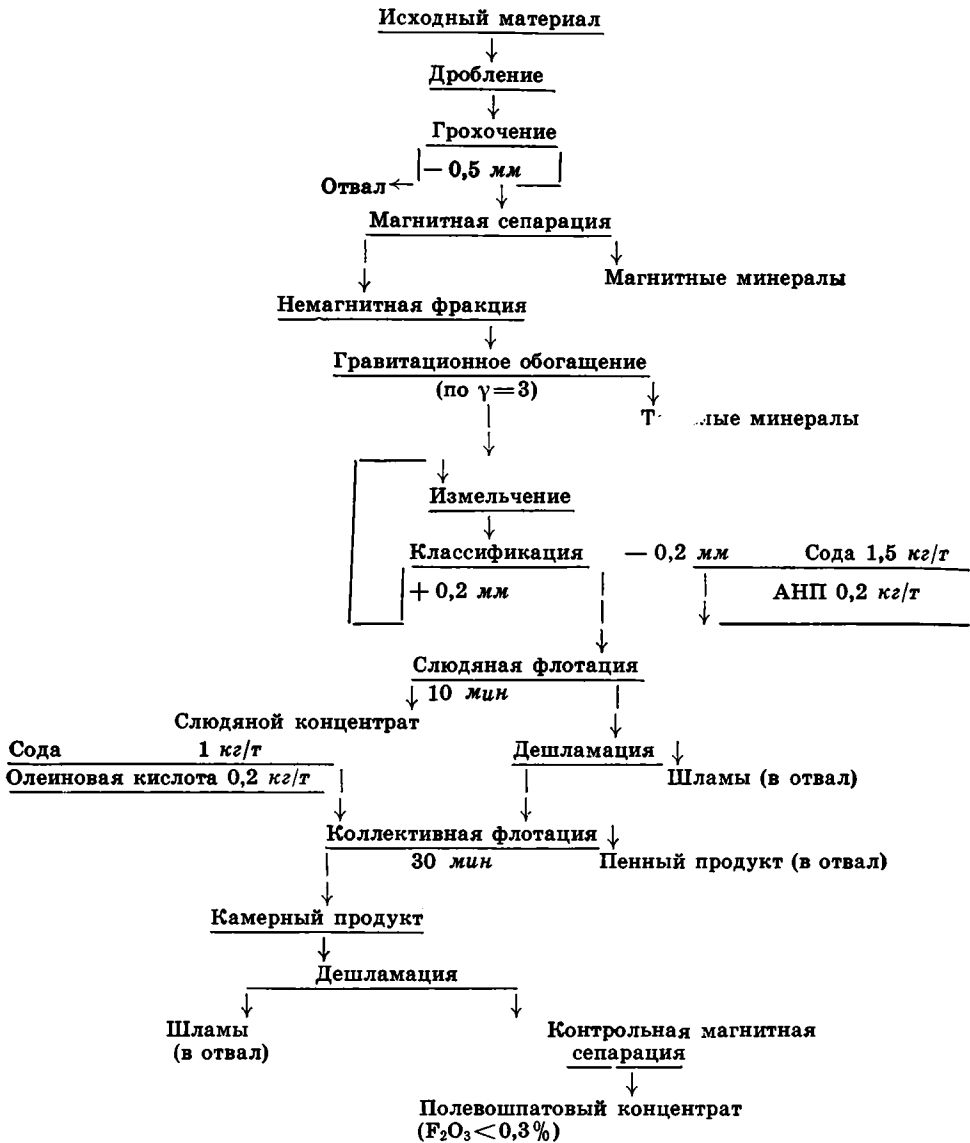 Исходный материал
Дробление
Грохочение
— 0,5 мм
Отвал
Магнитная сепарация
Магнитные минералы
Немагнитная фракция
Гравитационное обогащение
(по γ=3)
минералы
Измельчение
Классификация
— 0,2 мм
Сода 1,5 кг/т
+ 0,2 мм
АНП 0,2 кг/т
Слюдяная флотация
10 мин
Слюдяной концентрат
Сода 1 кг/т
Дешламация
Олеиновая кислота 0,2 кг/т
Шламы (в отвал)
Коллективная флотация
30 мин
Пенный продукт (в отвал)
Камерный продукт
Дешламация
Шламы
(в отвал)
Контрольная магнитная
сепарация
Полевошпатовый концентрат
(F₂O₃<0,3%)